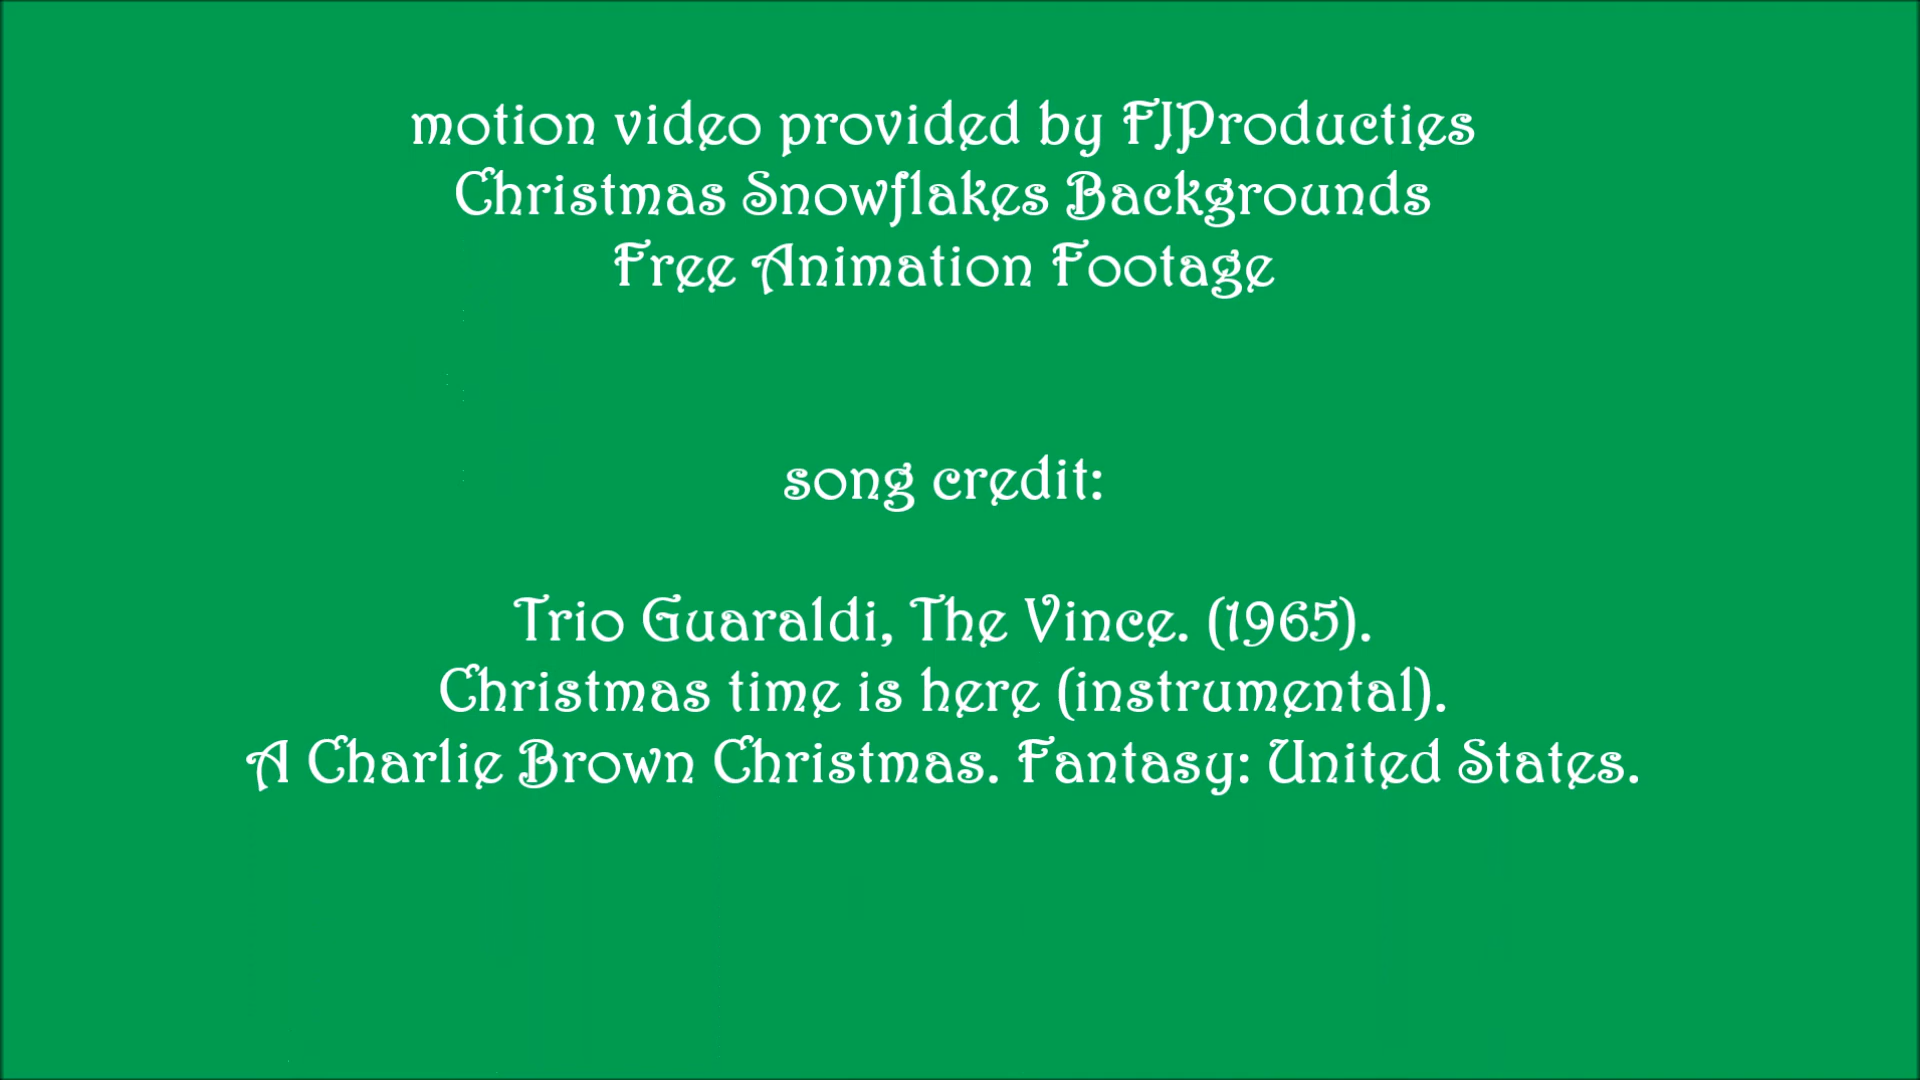 motion video provided by FJProducties
Christmas Snowflakes Backgrounds
Free Animation Footage
song credit:
Trio Guaraldi, The Vince. (1965).
Christmas time is here (instrumental).
A Charlie Brown Christmas. Fantasy: United States.